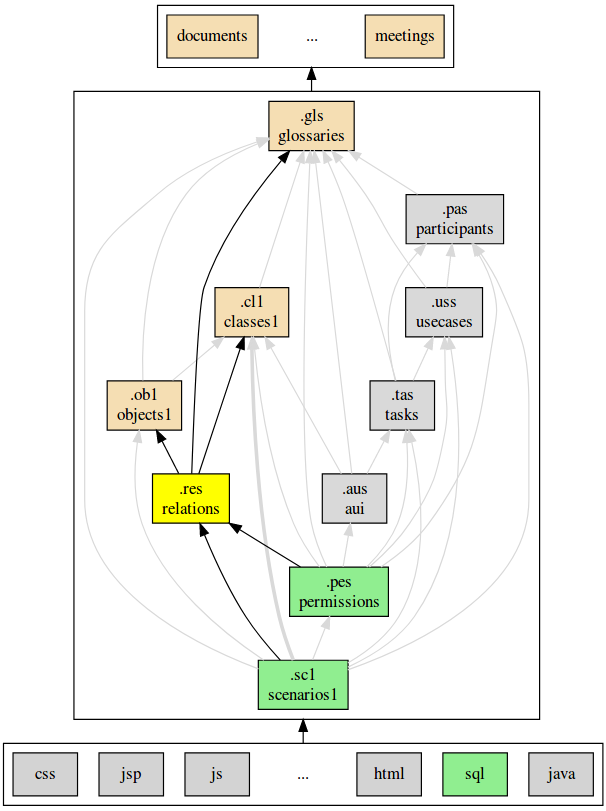 documents
...
meetings
.gls
glossaries
.pas
participants
.cl1
classes1
.uss
usecases
.ob1
objects1
.tas
tasks
.res
relations
.aus
aui
.pes
permissions
.sc1
scenarios1
css
jsp
js
...
html
sql
java